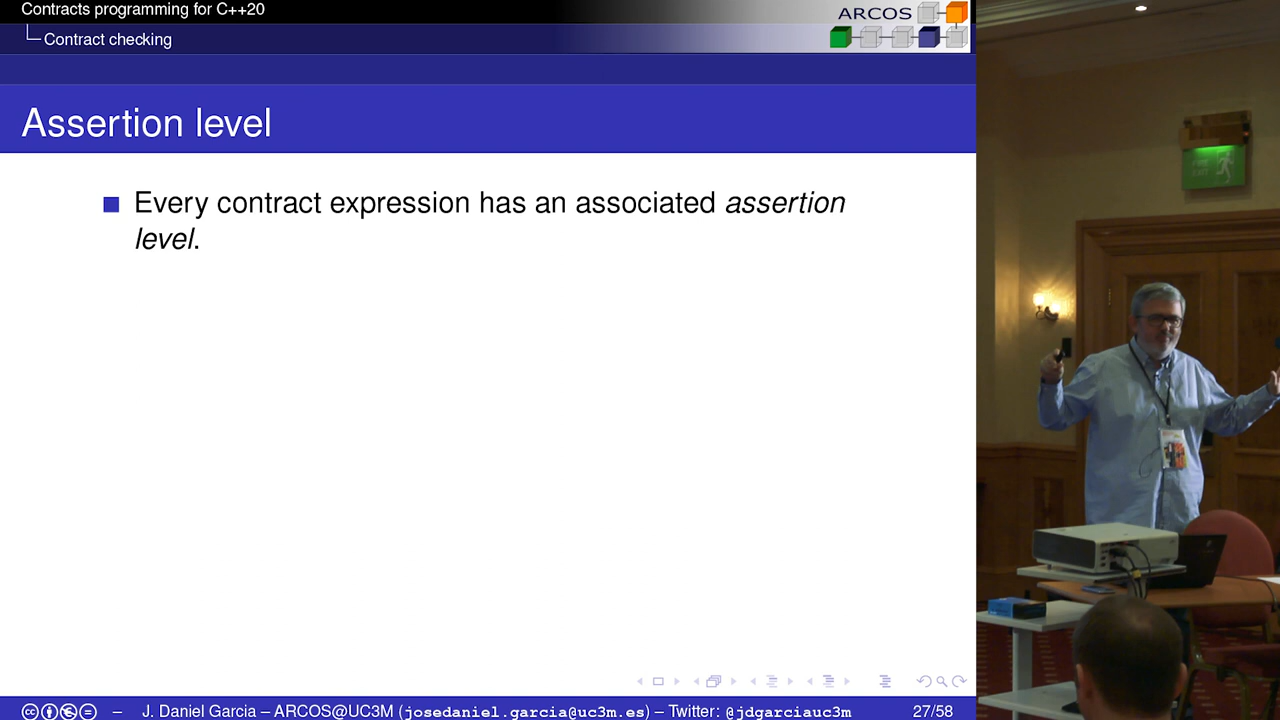 Contracts programming for C++20
Contract checking
ARCOS
Assertion level
Every contract expression has an associated assertion
level.
– J. Daniel Garcia – ARCOS@UC3M (josedaniel.garcia@uc3m.es) – Twitter: @jdgarciauc3m 27/58